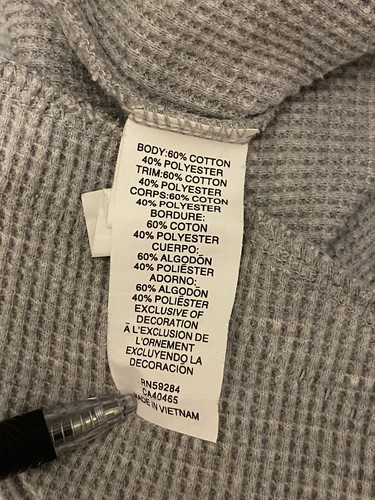 BODY:60% COTTON
40% POLYESTER
TRIM:60% COTTON
40% POLYESTER
CORPS:60% COTON
40% POLYESTER
BORDURE:
60% COTON
40% POLYESTER
CUERPO:
60% ALGODÓN
40% POLIÉSTER
ADORNO:
60% ALGODÓN
40% POLIÉSTER
EXCLUSIVE OF
DECORATION
À L'EXCLUSION DE
L'ORNEMENT
EXCLUYENDO LA
DECORACIÓN
RN59284
CA40465
MADE IN VIETNAM